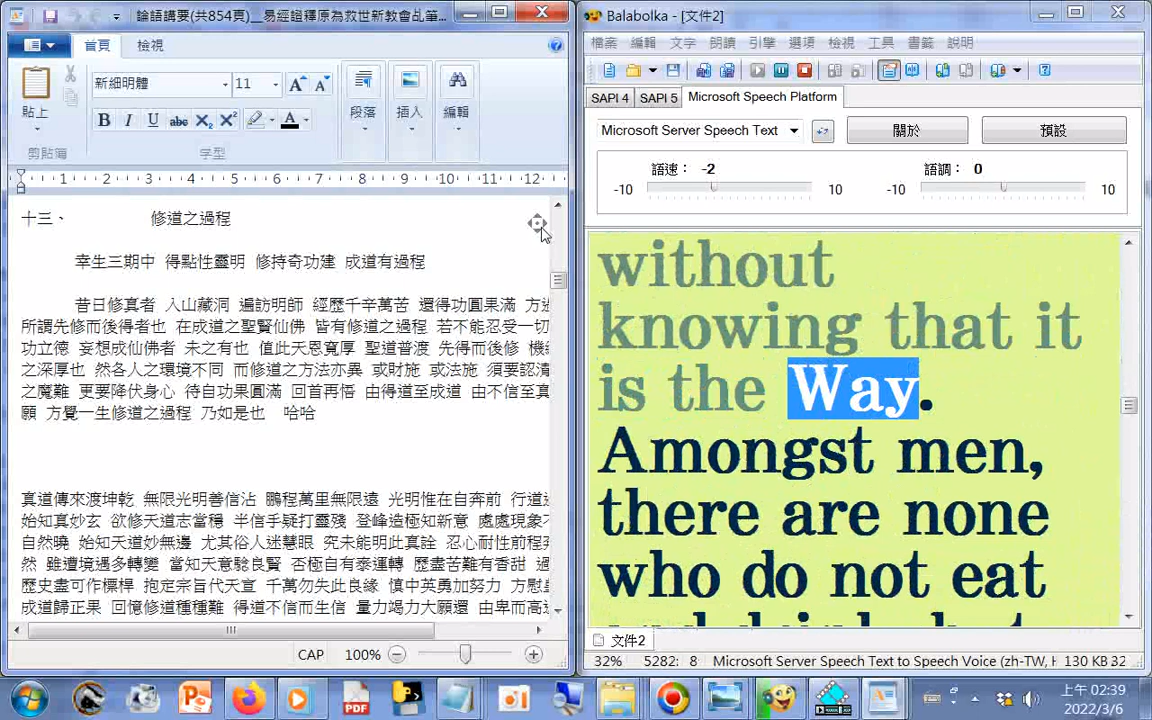 論語講要(共854頁)__易經證釋原為救世新教會乩筆...
首頁
檢視
貼上
剪貼簿
新細明體
11
B I U abc X₂ X²
字型
段落
插入
編輯
1 2 3 4 5 6 7 8 9 10 11 12
十三、 修道之過程
幸生三期中 得點性靈明 修持奇功建 成道有過程
昔日修真者 入山藏洞 遍訪明師 經歷千辛萬苦 還得功圓果滿 方
所謂先修而後得者也 在成道之聖賢仙佛 皆有修道之過程 若不能忍受一切
功立德 妄想成仙佛者 未之有也 值此天恩寬厚 聖道普渡 先得而後修 機
之深厚也 然各人之環境不同 而修道之方法亦異 或財施 或法施 須要認清
之魔難 更要降伏身心 待自功果圓滿 回首再悟 由得道至成道 由不信至真
願 方覺一生修道之過程 乃如是也 哈哈
真道傳來渡坤乾 無限光明善信沾 鵬程萬里無限遠 光明惟在自奔前 行道
始知真妙玄 欲修天道志當穩 半信手疑打靈殘 登峰造極知新意 處處現象
自然曉 始知天道妙無邊 尤其俗人迷慧眼 究未能明此真詮 忍心耐性前程
然 雖遭境遇多轉變 當知天意騐良賢 否極自有泰運轉 歷盡苦難有香甜
歷史盡可作標桿 抱定宗旨代天宣 千萬勿失此良緣 慎中英勇加努力 方慰
成道歸正果 回憶修道種種難 得道不信而生信 量力竭力大願還 由卑而高
CAP
100%
Balabolka - [文件2]
檔案 編輯 文字 朗讀 引擎 選項 檢視 工具 書籤 說明
SAPI 4
SAPI 5
Microsoft Speech Platform
Microsoft Server Speech Text
關於
預設
語速： -2
語調： 0
-10 10
-10 10
without
knowing that it
is the Way.
Amongst men,
there are none
who do not eat
文件2
32%
5282: 8
Microsoft Server Speech Text to Speech Voice (zh-TW, H
130 KB 32
PDF
上午 02:39
2022/3/6